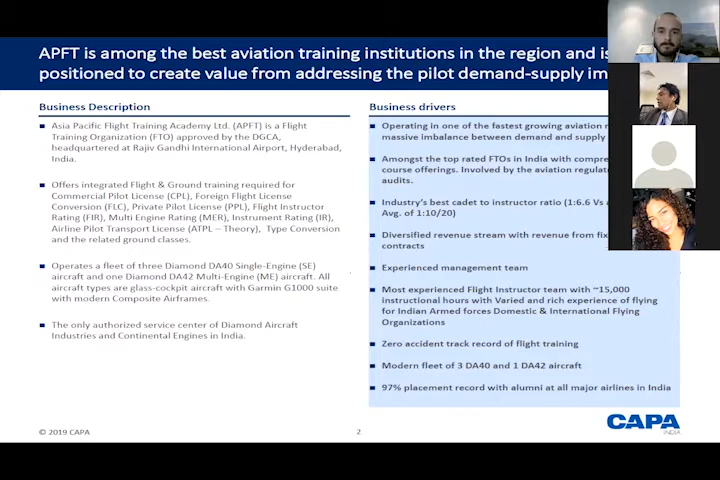 APFT is among the best aviation training institutions in the region and is
positioned to create value from addressing the pilot demand-supply im
Business Description
■ Asia Pacific Flight Training Academy Ltd. (APFT) is a Flight
Training Organization (FTO) approved by the DGCA,
headquartered at Rajiv Gandhi International Airport, Hyderabad,
India.
■ Offers integrated Flight & Ground training required for
Commercial Pilot License (CPL), Foreign Flight License
Conversion (FLC), Private Pilot License (PPL), Flight Instructor
Rating (FIR), Multi Engine Rating (MER), Instrument Rating (IR),
Airline Pilot Transport License (ATPL – Theory), Type Conversion
and the related ground classes.
■ Operates a fleet of three Diamond DA40 Single-Engine (SE)
aircraft and one Diamond DA42 Multi-Engine (ME) aircraft. All
aircraft types are glass-cockpit aircraft with Garmin G1000 suite
with modern Composite Airframes.
■ The only authorized service center of Diamond Aircraft
Industries and Continental Engines in India.
Business drivers
■ Operating in one of the fastest growing aviation
massive imbalance between demand and supply
■ Amongst the top rated FTOs in India with compre
course offerings. Involved by the aviation regulat
audits.
■ Industry's best cadet to instructor ratio (1:6.6 Vs
Avg. of 1:10/20)
■ Diversified revenue stream with revenue from fix
contracts
■ Experienced management team
■ Most experienced Flight Instructor team with ~15,000
instructional hours with Varied and rich experience of flying
for Indian Armed forces Domestic & International Flying
Organizations
■ Zero accident track record of flight training
■ Modern fleet of 3 DA40 and 1 DA42 aircraft
■ 97% placement record with alumni at all major airlines in India
© 2019 CAPA
2
CAPA
INDIA